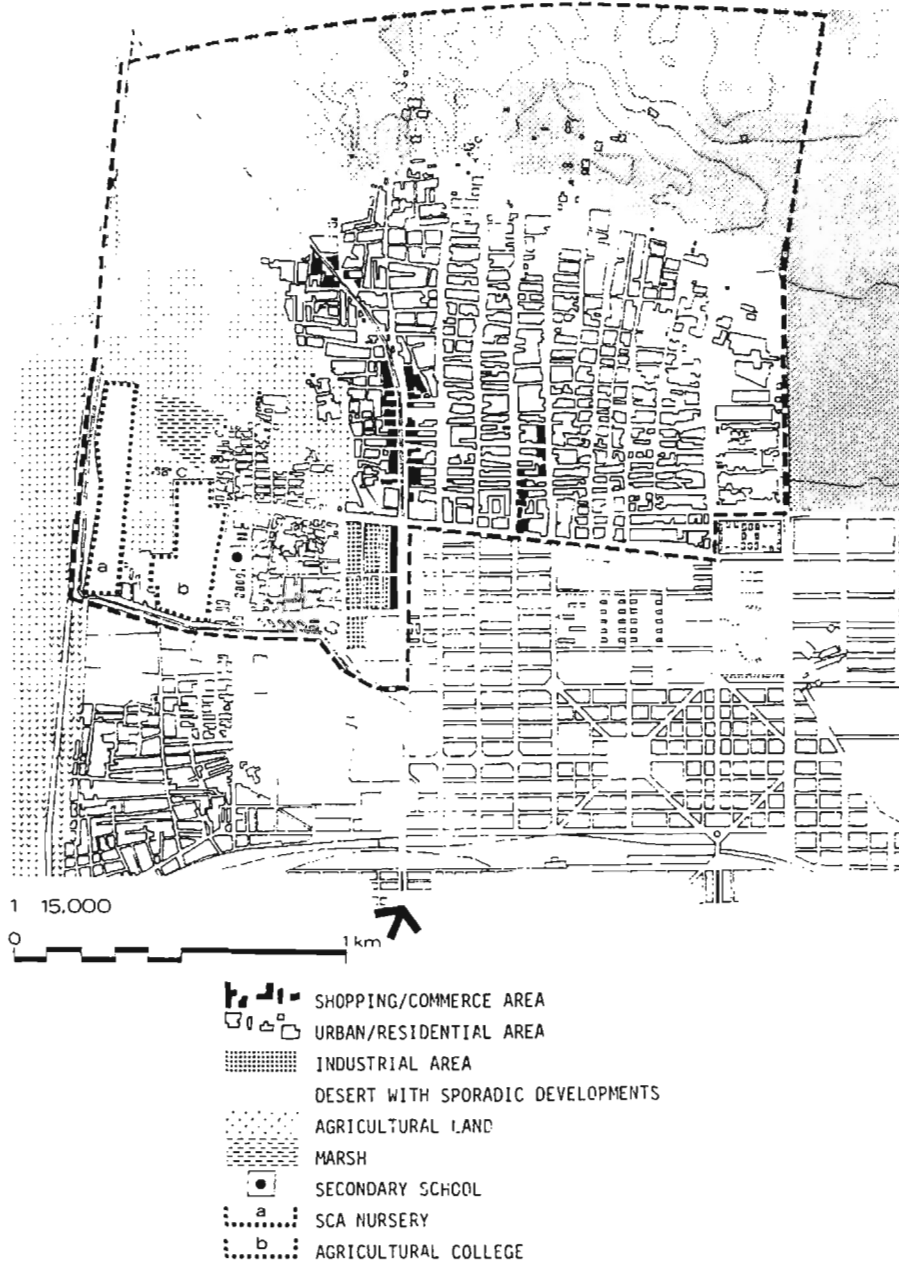 a
b
1 15.000
0 1 km
SHOPPING/COMMERCE AREA
URBAN/RESIDENTIAL AREA
INDUSTRIAL AREA
DESERT WITH SPORADIC DEVELOPMENTS
AGRICULTURAL LAND
MARSH
SECONDARY SCHOOL
a SCA NURSERY
b AGRICULTURAL COLLEGE